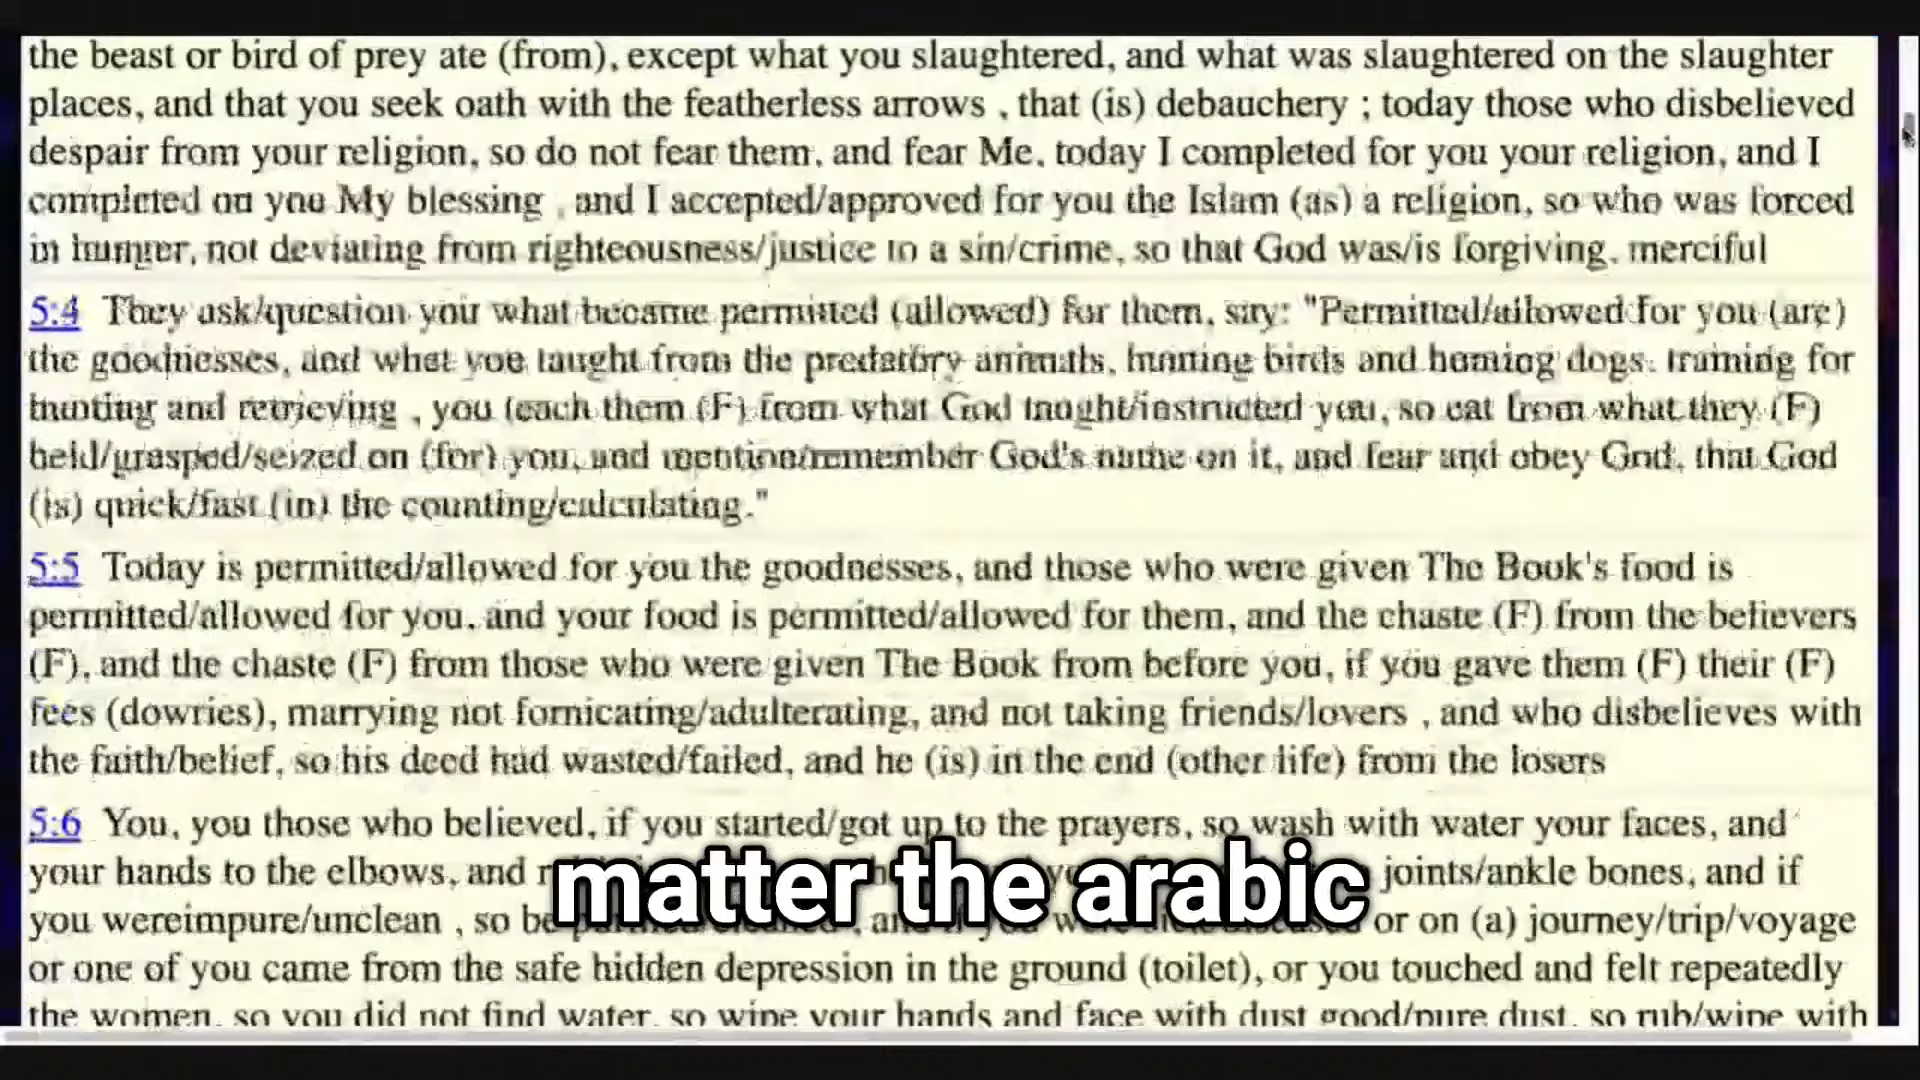 the beast or bird of prey ate (from), except what you slaughtered, and what was slaughtered on the slaughter
places, and that you seek oath with the featherless arrows , that (is) debauchery ; today those who disbelieved
despair from your religion, so do not fear them, and fear Me, today I completed for you your religion, and I
completed on you My blessing , and I accepted/approved for you the Islam (as) a religion, so who was forced
in hunger, not deviating from righteousness/justice to a sin/crime, so that God was/is forgiving, merciful
5:4 They ask/question you what became permitted (allowed) for them, say: "Permitted/allowed for you (are)
the goodnesses, and what you taught from the predatory animals, hunting birds and homing dogs, training for
hunting and retrieving , you teach them (F) from what God taught/instructed you, so eat from what they (F)
held/grasped/seized on (for) you, and mention/remember God's name on it, and fear and obey God, that God
(is) quick/fast (in) the counting/calculating."
5:5 Today is permitted/allowed for you the goodnesses, and those who were given The Book's food is
permitted/allowed for you, and your food is permitted/allowed for them, and the chaste (F) from the believers
(F), and the chaste (F) from those who were given The Book from before you, if you gave them (F) their (F)
fees (dowries), marrying not fornicating/adulterating, and not taking friends/lovers , and who disbelieves with
the faith/belief, so his deed had wasted/failed, and he (is) in the end (other life) from the losers
5:6 You, you those who believed, if you started/got up to the prayers, so wash with water your faces, and
your hands to the elbows, and joints/ankle bones, and if
matter the arabic
you wereimpure/unclean , so or on (a) journey/trip/voyage
or one of you came from the safe hidden depression in the ground (toilet), or you touched and felt repeatedly
the women, so you did not find water, so wipe your hands and face with dust good/pure dust, so rub/wipe with